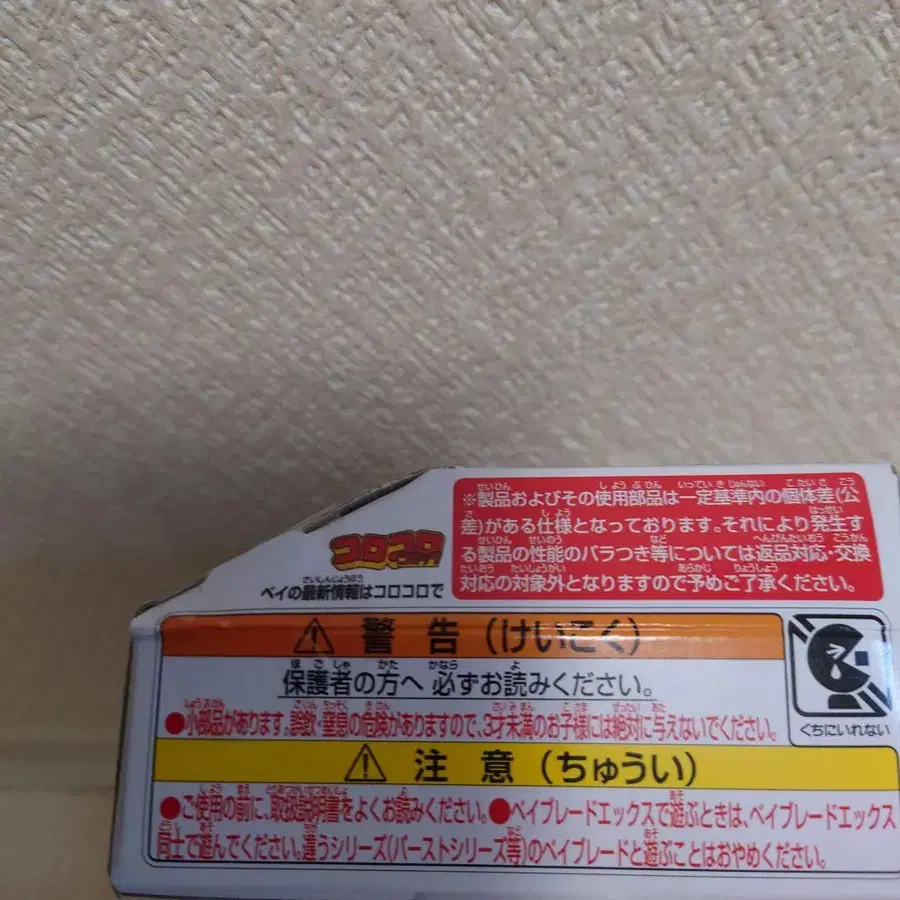 ※製品およびその使用部品は一定基準内の個体差(公
差)がある仕様となっております。それにより発生す
る製品の性能のバラつき等については返品対応・交換
対応の対象外となりますので予めご了承ください。
コロコロ
ベイの最新情報はコロコロで
警告(けいこく)
保護者の方へ 必ずお読みください。
●小部品があります。誤飲・窒息の危険がありますので、3才未満のお子様には絶対に与えないでください。
くちにいれない
注意(ちゅうい)
●ご使用の前に、取扱説明書をよくお読みください。●ベイブレードエックスで遊ぶときは、ベイブレードエックス
同士で遊んでください。違うシリーズ(バーストシリーズ等)のベイブレードと遊ぶことはおやめください。